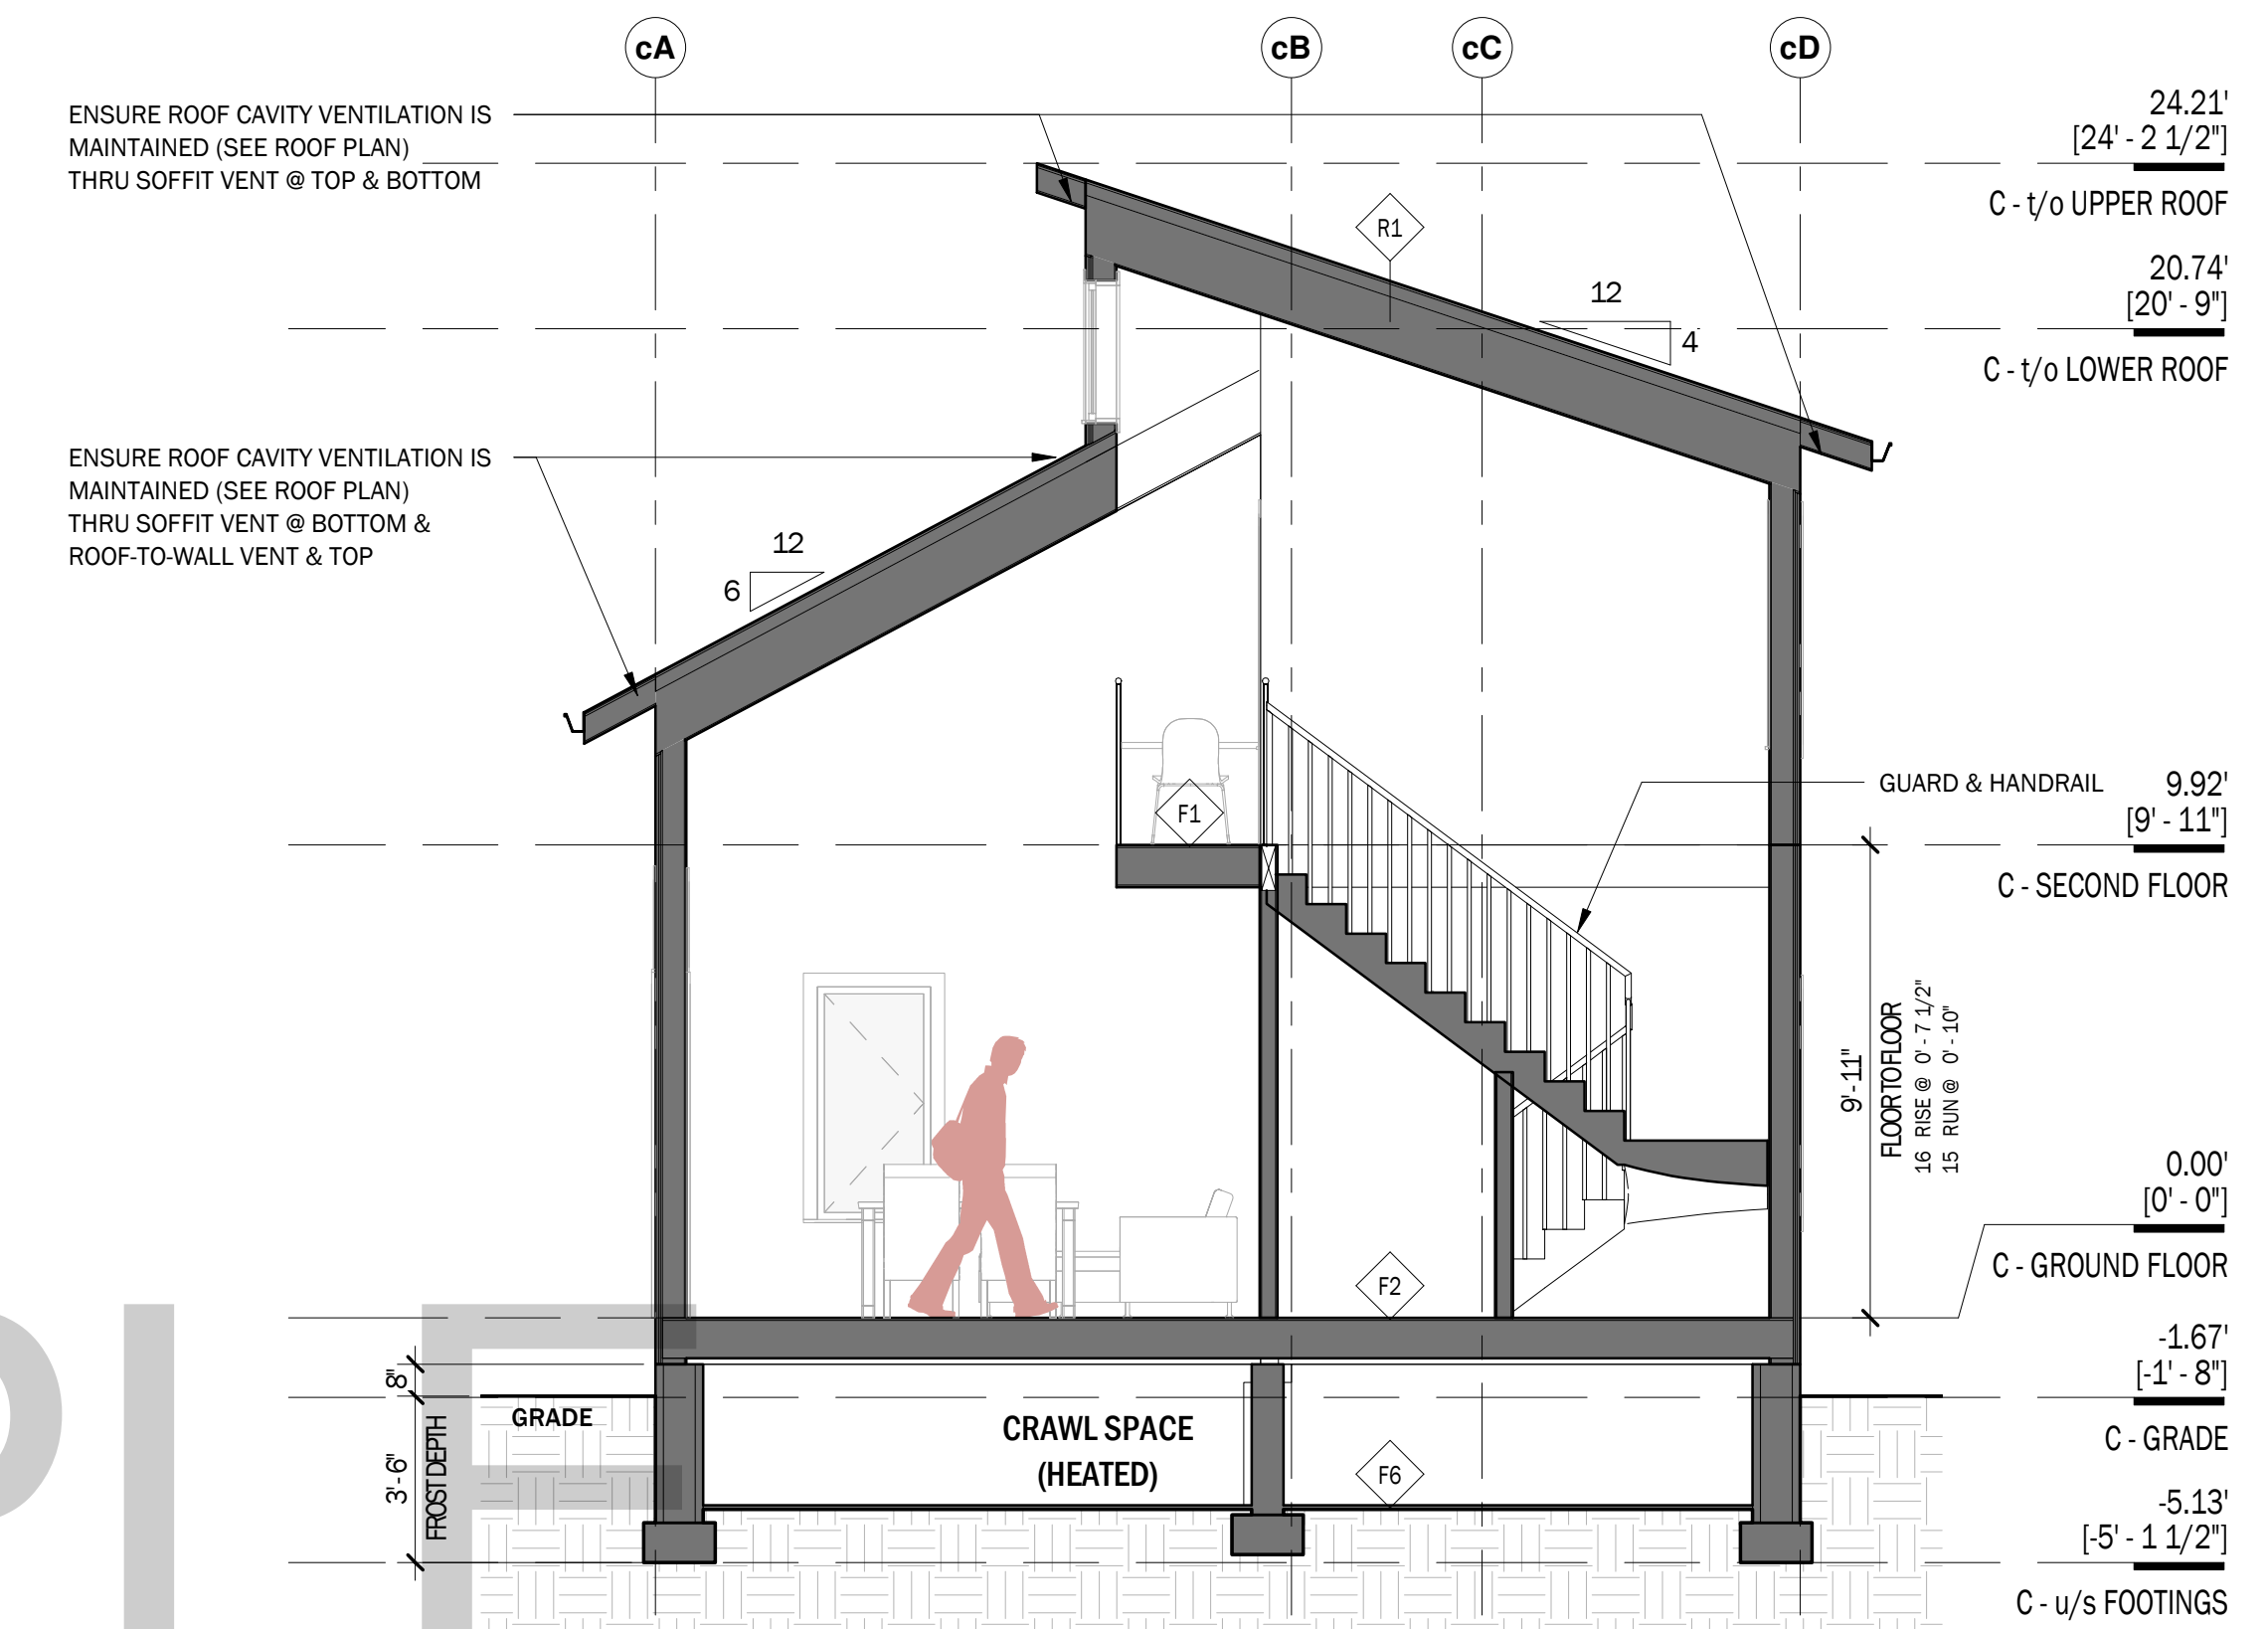 cA
cB
cC
cD
ENSURE ROOF CAVITY VENTILATION IS
MAINTAINED (SEE ROOF PLAN)
THRU SOFFIT VENT @ TOP & BOTTOM
24.21'
[24' - 2 1/2"]
C - t/o UPPER ROOF
R1
20.74'
[20' - 9"]
C - t/o LOWER ROOF
12
4
ENSURE ROOF CAVITY VENTILATION IS
MAINTAINED (SEE ROOF PLAN)
THRU SOFFIT VENT @ BOTTOM &
ROOF-TO-WALL VENT & TOP
12
6
GUARD & HANDRAIL
9.92'
[9' - 11"]
C - SECOND FLOOR
F1
9' - 11"
FLOOR TO FLOOR
16 RISE @ 0' - 7 1/2"
15 RUN @ 0' - 10"
0.00'
[0' - 0"]
C - GROUND FLOOR
F2
-1.67'
[-1' - 8"]
C - GRADE
8"
GRADE
3' - 6"
FROST DEPTH
CRAWL SPACE
(HEATED)
F6
-5.13'
[-5' - 1 1/2"]
C - u/s FOOTINGS